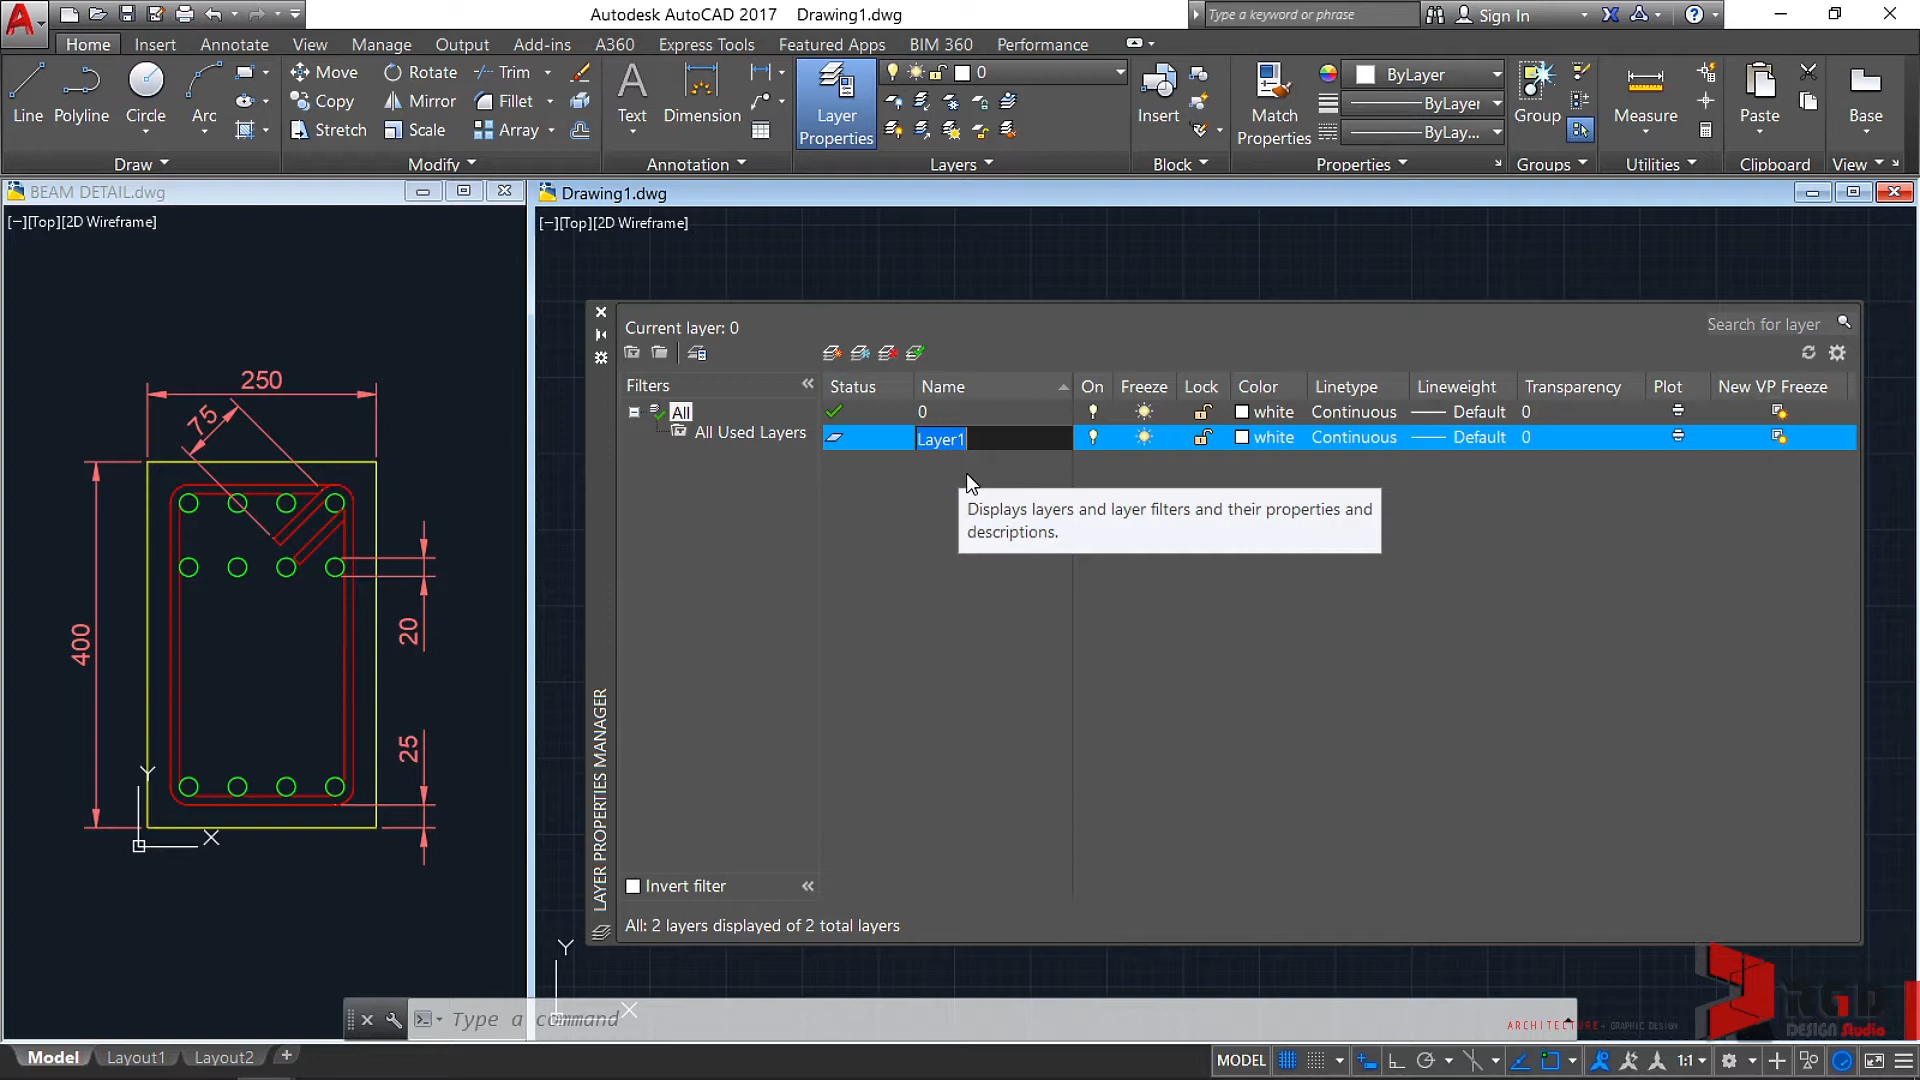 Autodesk AutoCAD 2017 Drawing1.dwg
Type a keyword or phrase
Sign In
Home Insert Annotate View Manage Output Add-ins A360 Express Tools Featured Apps BIM 360 Performance
Line Polyline Circle Arc
Move Rotate Trim
Copy Mirror Fillet
Stretch Scale Array
Text Dimension
Layer Properties
0
Insert
Match Properties
ByLayer
ByLayer
ByLay...
Group
Measure
Paste
Base
Draw Modify Annotation Layers Block Properties Groups Utilities Clipboard View
BEAM DETAIL.dwg
[−][Top][2D Wireframe]
250
75
400
20
25
Y
X
Drawing1.dwg
[−][Top][2D Wireframe]
Current layer: 0
Search for layer
Filters
All
All Used Layers
Status Name On Freeze Lock Color Linetype Lineweight Transparency Plot New VP Freeze
0 white Continuous Default 0
Layer1 white Continuous Default 0
Displays layers and layer filters and their properties and
descriptions.
LAYER PROPERTIES MANAGER
Invert filter
All: 2 layers displayed of 2 total layers
Y
X
Type a command
ARCHITECTURE - GRAPHIC DESIGN
DESIGN Studio
Model Layout1 Layout2
MODEL
1:1